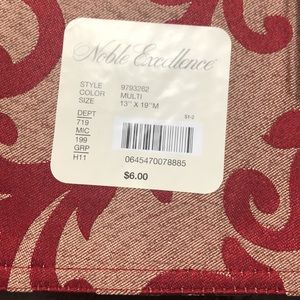 Noble Excellence
STYLE 9793262
COLOR MULTI
SIZE 13" X 19"M
DEPT
719
MIC
199
GRP
H11
51-2
0645470078885
$6.00